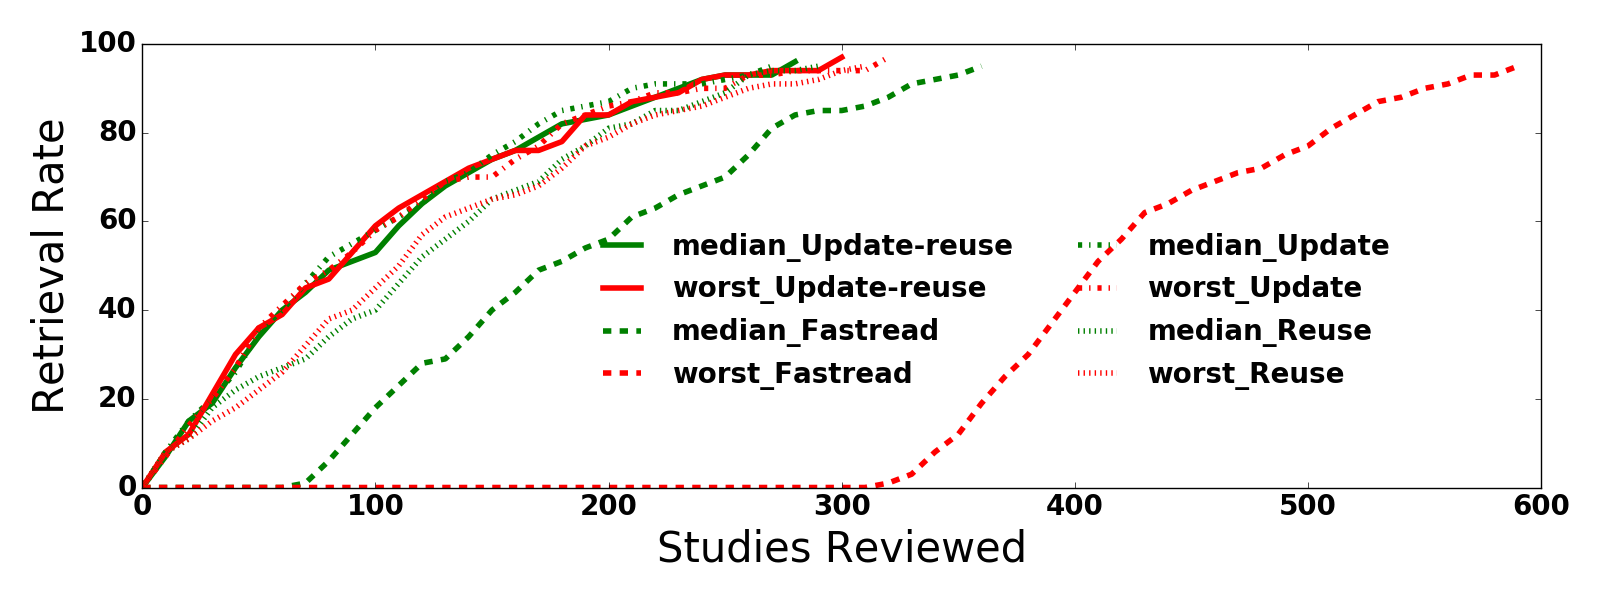 100
80
60
40
20
0
Retrieval Rate
median_Update-reuse
worst_Update-reuse
median_Fastread
worst_Fastread
median_Update
worst_Update
median_Reuse
worst_Reuse
0 100 200 300 400 500 600
Studies Reviewed